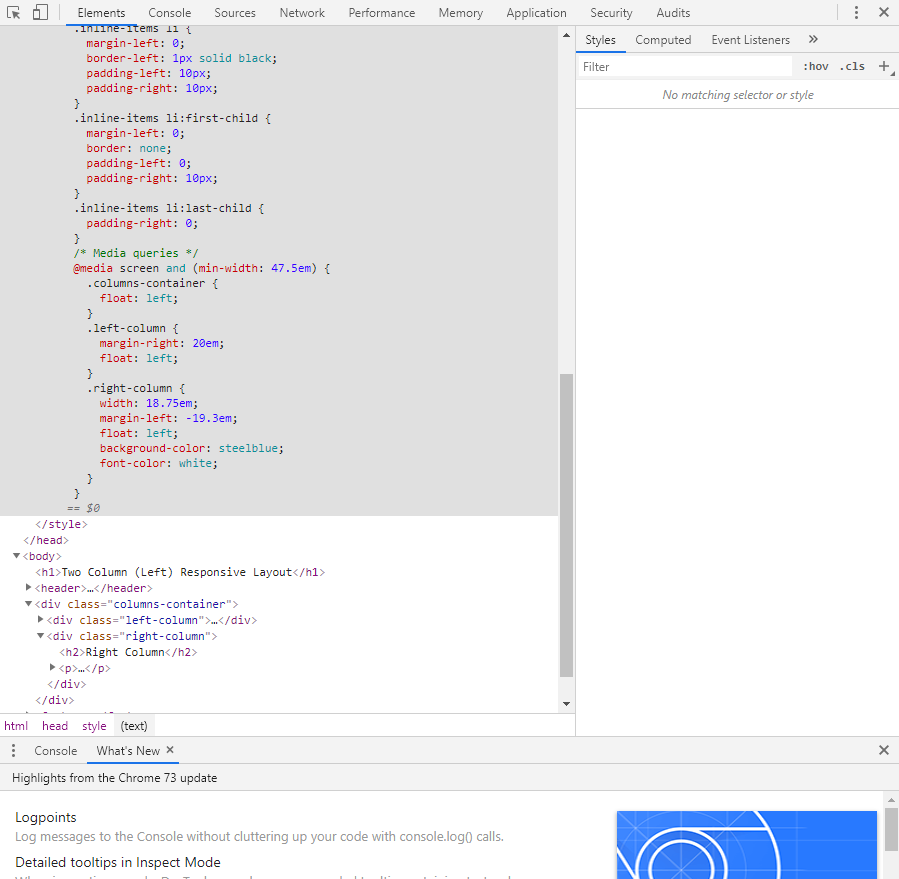 Elements Console Sources Network Performance Memory Application Security Audits
.inline-items li {
margin-left: 0;
border-left: 1px solid black;
padding-left: 10px;
padding-right: 10px;
}
.inline-items li:first-child {
margin-left: 0;
border: none;
padding-left: 0;
padding-right: 10px;
}
.inline-items li:last-child {
padding-right: 0;
}
/* Media queries */
@media screen and (min-width: 47.5em) {
.columns-container {
float: left;
}
.left-column {
margin-right: 20em;
float: left;
}
.right-column {
width: 18.75em;
margin-left: -19.3em;
float: left;
background-color: steelblue;
font-color: white;
}
}
== $0
</style>
</head>
<body>
<h1>Two Column (Left) Responsive Layout</h1>
<header>…</header>
<div class="columns-container">
<div class="left-column">…</div>
<div class="right-column">
<h2>Right Column</h2>
<p>…</p>
</div>
</div>
html head style (text)
Styles Computed Event Listeners »
Filter :hov .cls +
No matching selector or style
Console What's New ×
Highlights from the Chrome 73 update
Logpoints
Log messages to the Console without cluttering up your code with console.log() calls.
Detailed tooltips in Inspect Mode